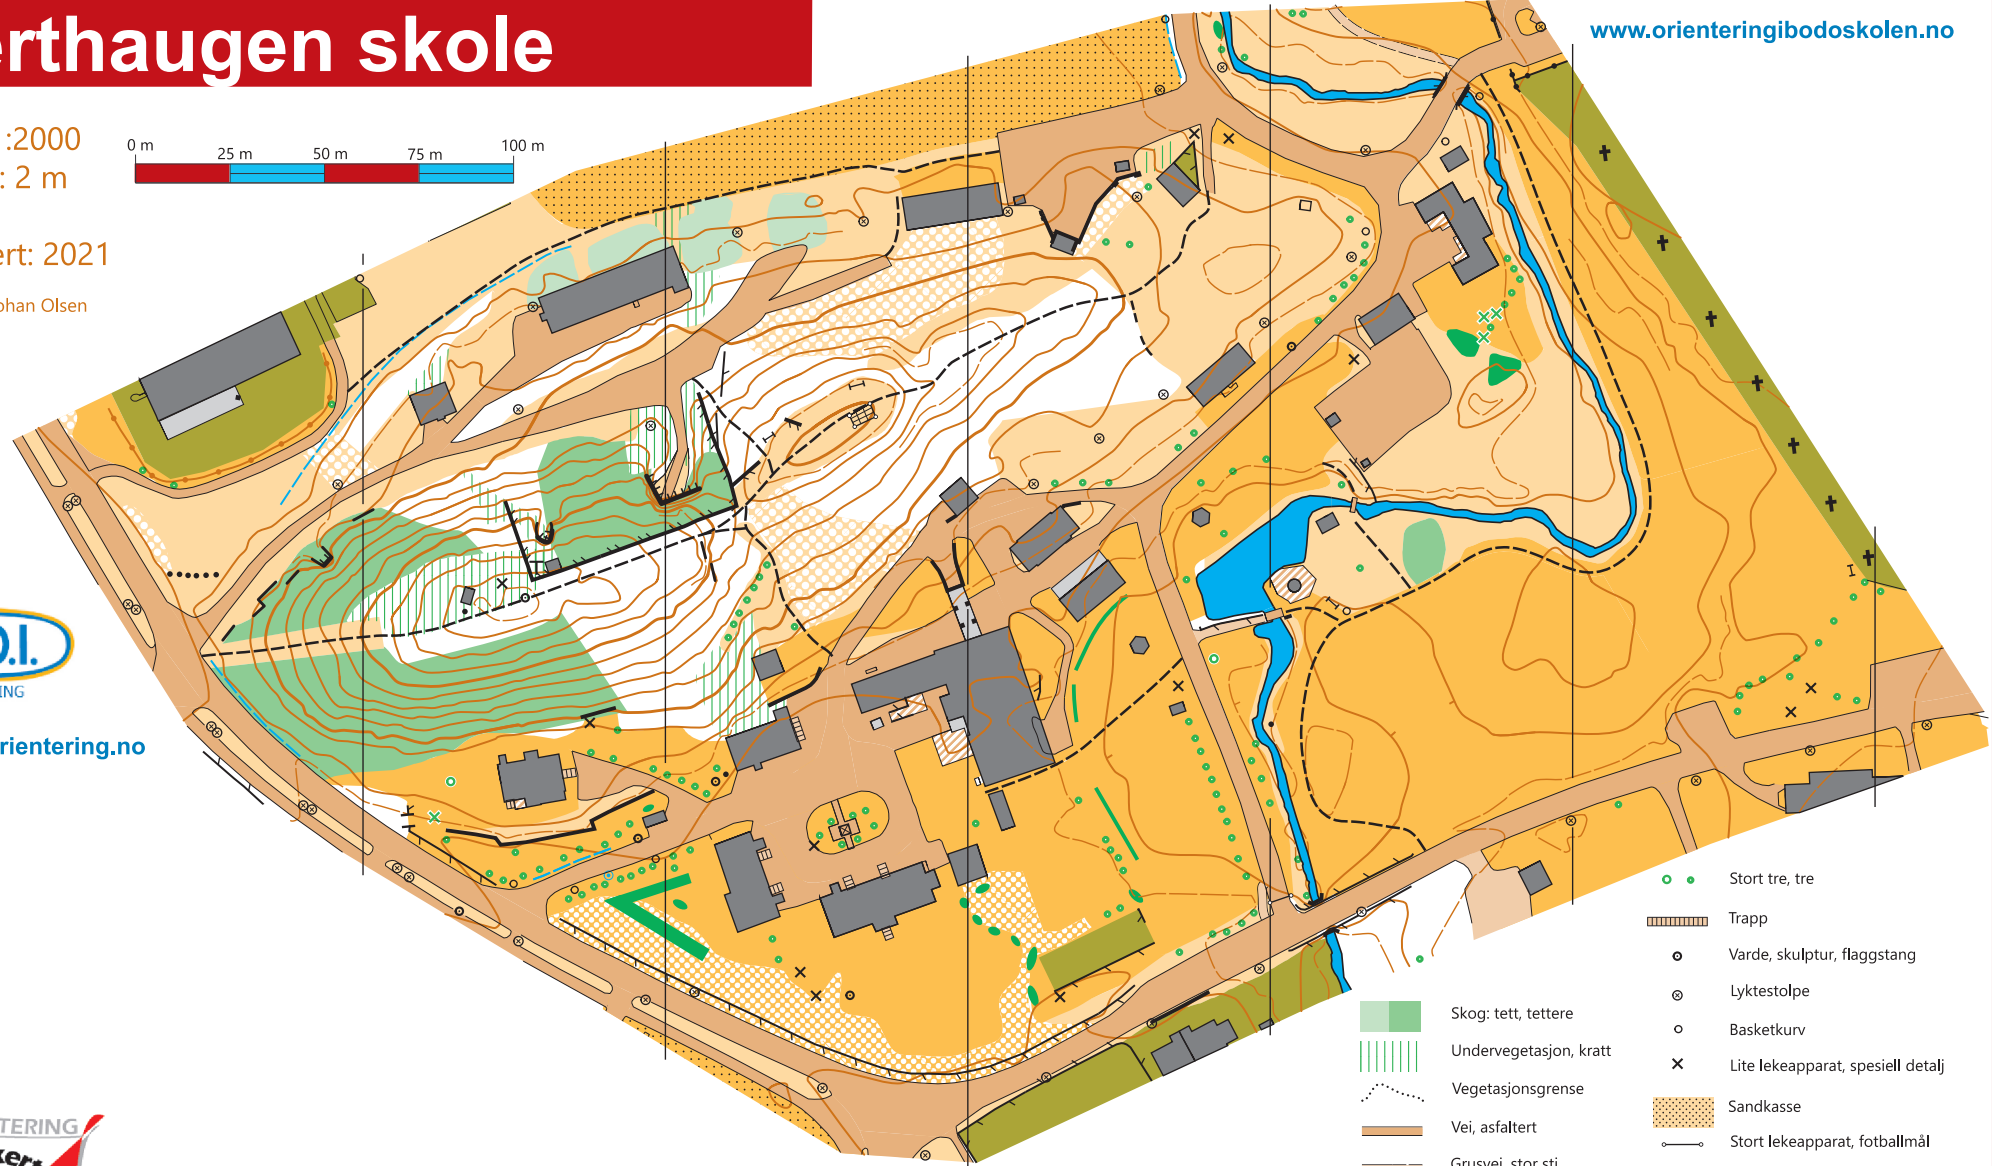 erthaugen skole
www.orienteringibodoskolen.no
:2000
: 2 m
0 m 25 m 50 m 75 m 100 m
ert: 2021
ohan Olsen
O.I.
ING
rientering.no
TERING
Stort tre, tre
Trapp
Varde, skulptur, flaggstang
Lyktestolpe
Basketkurv
Lite lekeapparat, spesiell detalj
Sandkasse
Stort lekeapparat, fotballmål
Skog: tett, tettere
Undervegetasjon, kratt
Vegetasjonsgrense
Vei, asfaltert
Grusvei, stor sti